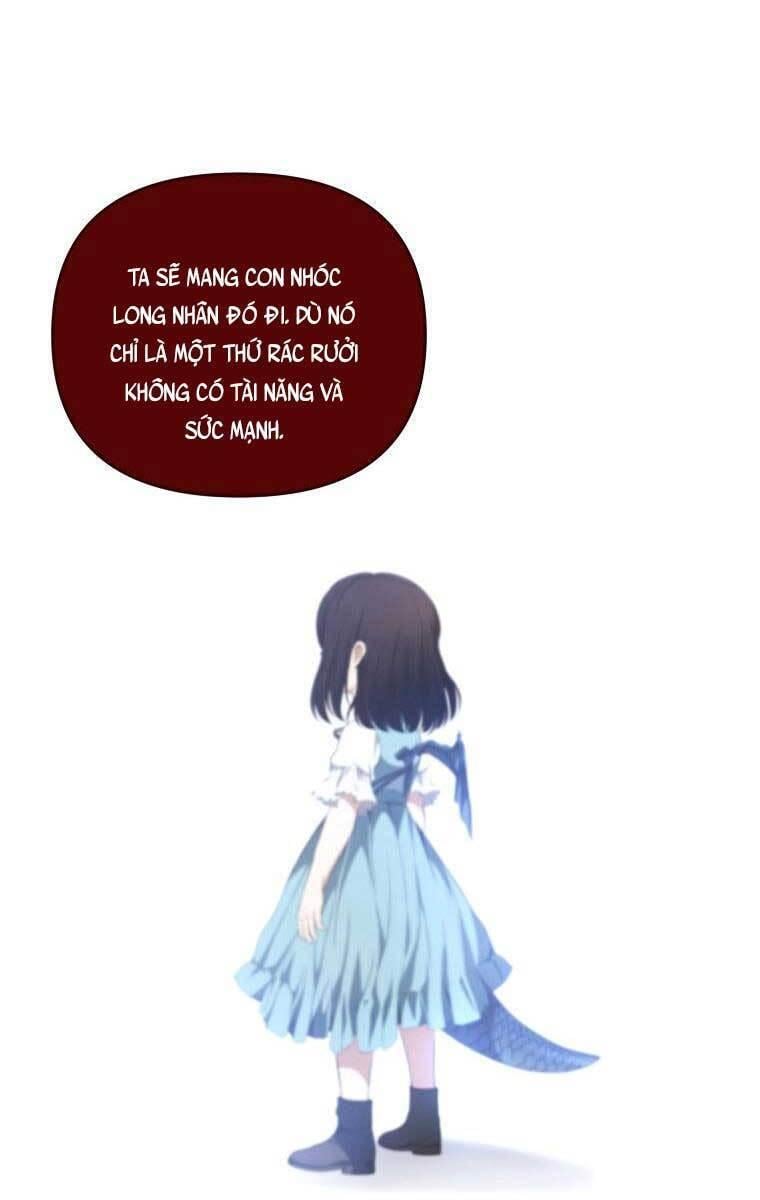 TA SẼ MANG CON NHÓC
LONG NHÂN ĐÓ ĐI. DÙ NÓ
CHỈ LÀ MỘT THỨ RÁC RƯỞI
KHÔNG CÓ TÀI NĂNG VÀ
SỨC MẠNH.